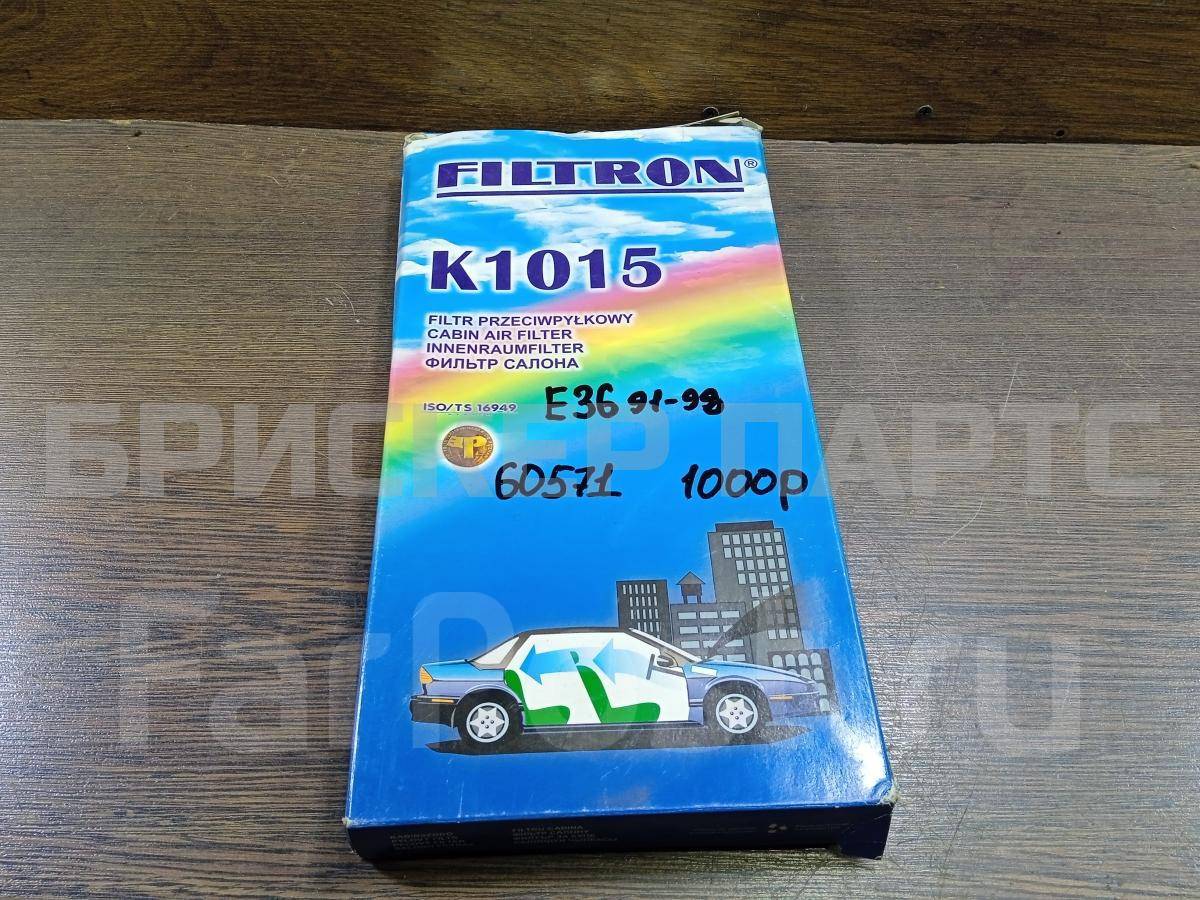 FILTRON®
K1015
FILTR PRZECIWPYŁKOWY
CABIN AIR FILTER
INNENRAUMFILTER
ФИЛЬТР САЛОНА
ISO/TS 16949
E36 91-98
60571 1000р
БРИСКЕР ПАРТС